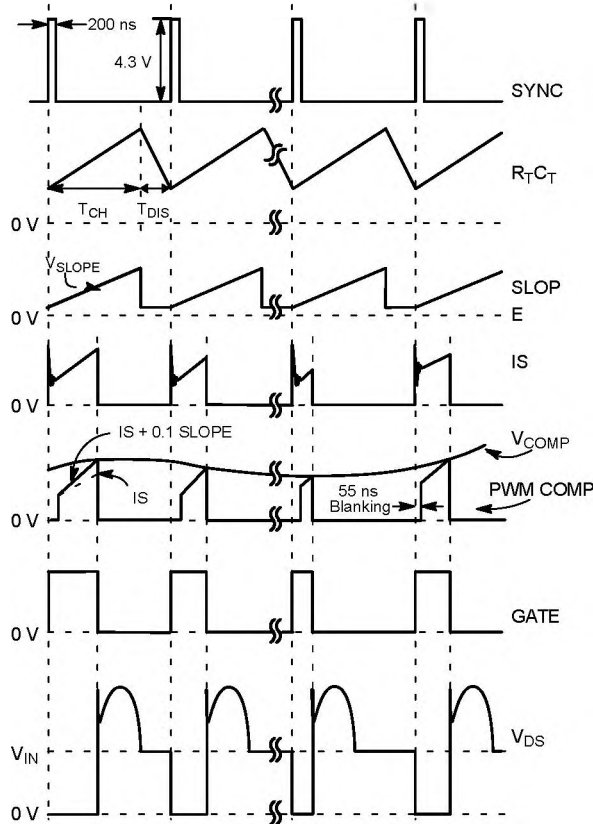 200 ns
4.3 V
SYNC
RTCT
TCH
TDIS
0 V
VSLOPE
SLOP
E
0 V
IS
0 V
IS + 0.1 SLOPE
VCOMP
IS
55 ns
Blanking
PWM COMP
0 V
GATE
0 V
VIN
VDS
0 V